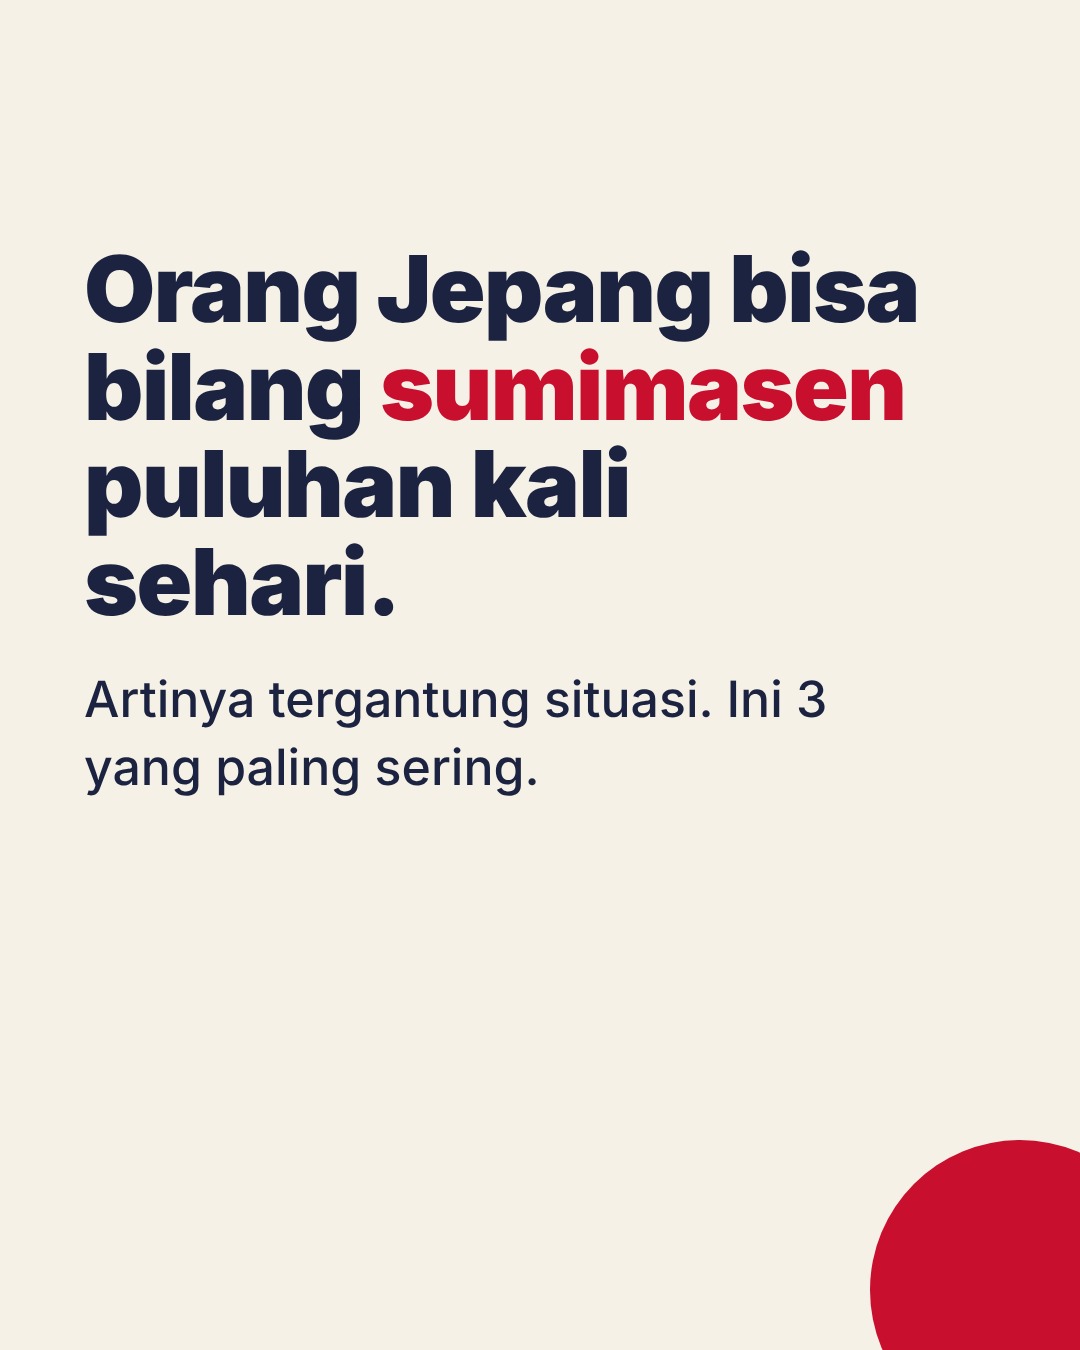 Orang Jepang bisa
bilang sumimasen
puluhan kali
sehari.
Artinya tergantung situasi. Ini 3
yang paling sering.